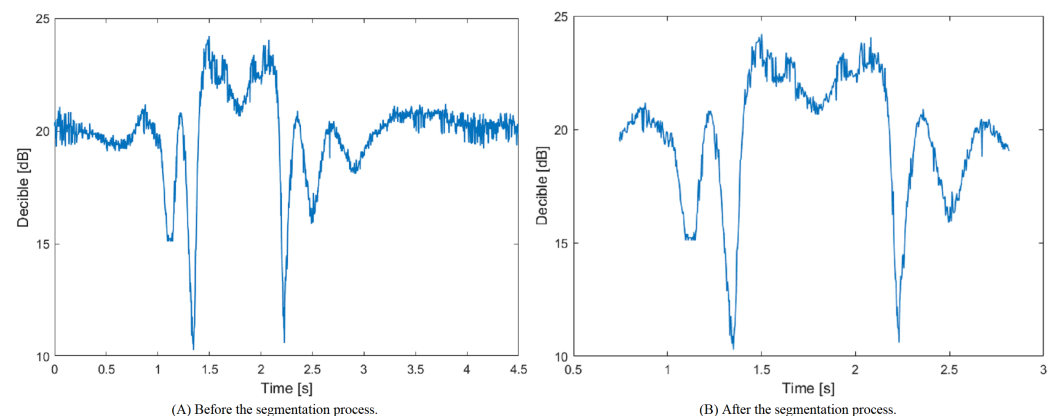 25
20
15
10
Decible [dB]
0 0.5 1 1.5 2 2.5 3 3.5 4 4.5
Time [s]
(A) Before the segmentation process.
25
20
15
10
Decible [dB]
0.5 1 1.5 2 2.5 3
Time [s]
(B) After the segmentation process.